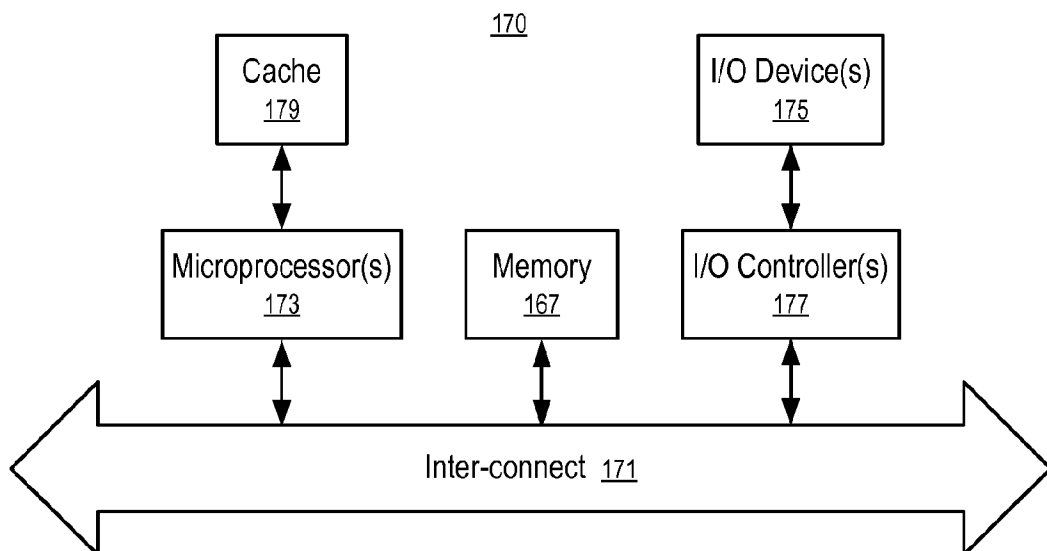 170
Cache
179
I/O Device(s)
175
Microprocessor(s)
173
Memory
167
I/O Controller(s)
177
Inter-connect 171